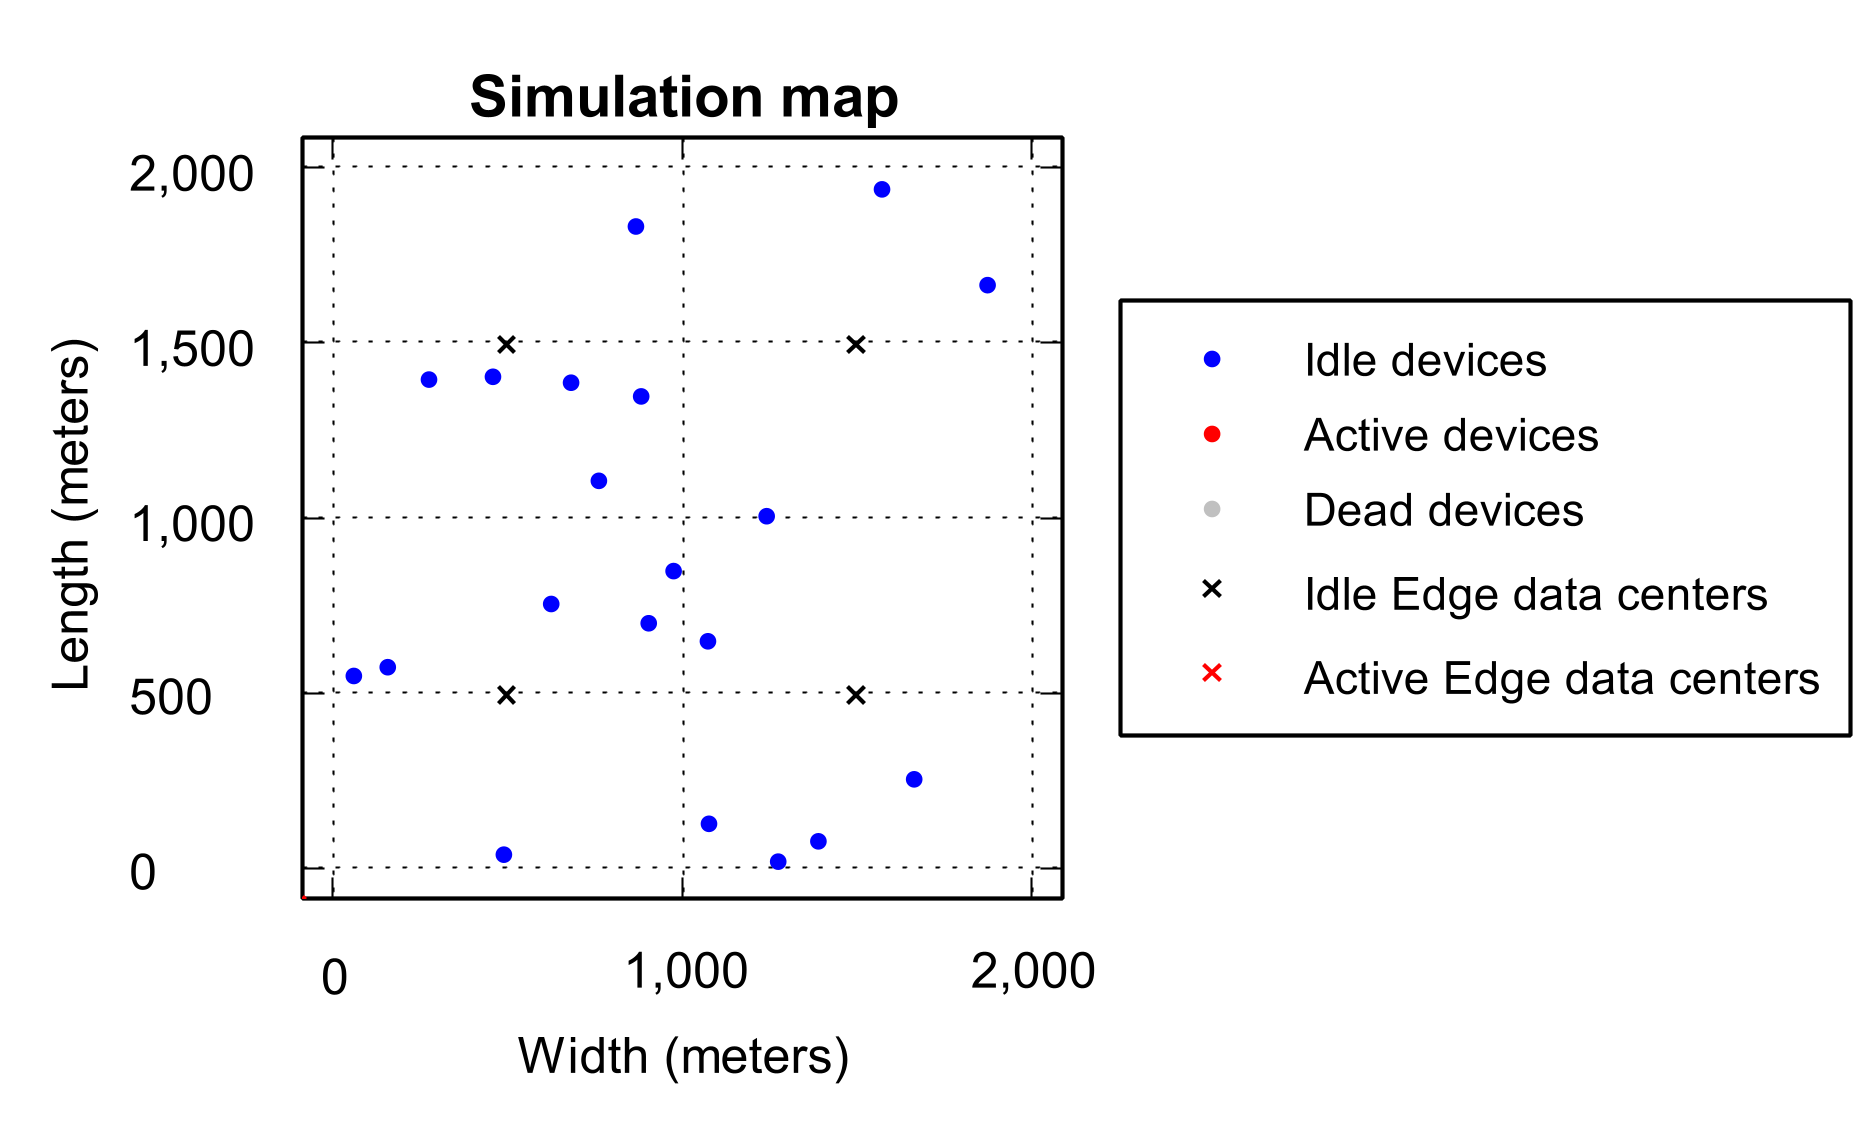 Simulation map
2,000
1,500
1,000
500
0
Length (meters)
0
1,000
2,000
Width (meters)
Idle devices
Active devices
Dead devices
Idle Edge data centers
Active Edge data centers